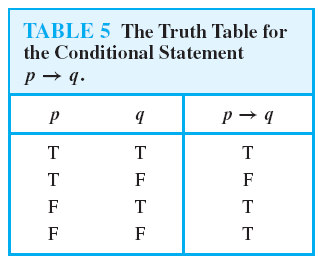 TABLE 5 The Truth Table for
the Conditional Statement
p → q.
p q p → q
T T T
T F F
F T T
F F T